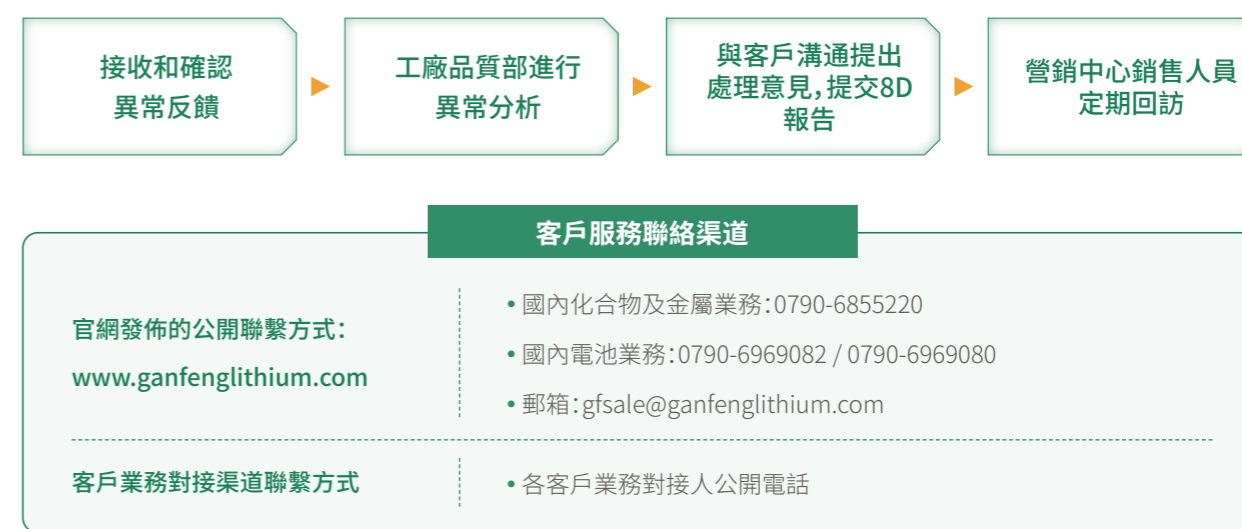 接收和確認
異常反饋
工廠品質部進行
異常分析
與客戶溝通提出
處理意見，提交8D
報告
營銷中心銷售人員
定期回訪
客戶服務聯絡渠道
官網發佈的公開聯繫方式：
www.ganfenglithium.com
• 國內化合物及金屬業務：0790-6855220
• 國內電池業務：0790-6969082 / 0790-6969080
• 郵箱：gfsale@ganfenglithium.com
客戶業務對接渠道聯繫方式
• 各客戶業務對接人公開電話